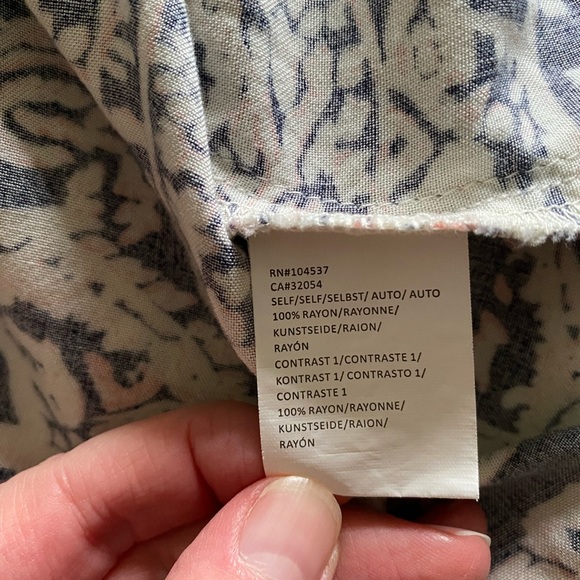 RN#104537
CA#32054
SELF/SELF/SELBST/ AUTO/ AUTO
100% RAYON/RAYONNE/
KUNSTSEIDE/RAION/
RAYÓN
CONTRAST 1/CONTRASTE 1/
KONTRAST 1/ CONTRASTO 1/
CONTRASTE 1
100% RAYON/RAYONNE/
KUNSTSEIDE/RAION/
RAYÓN